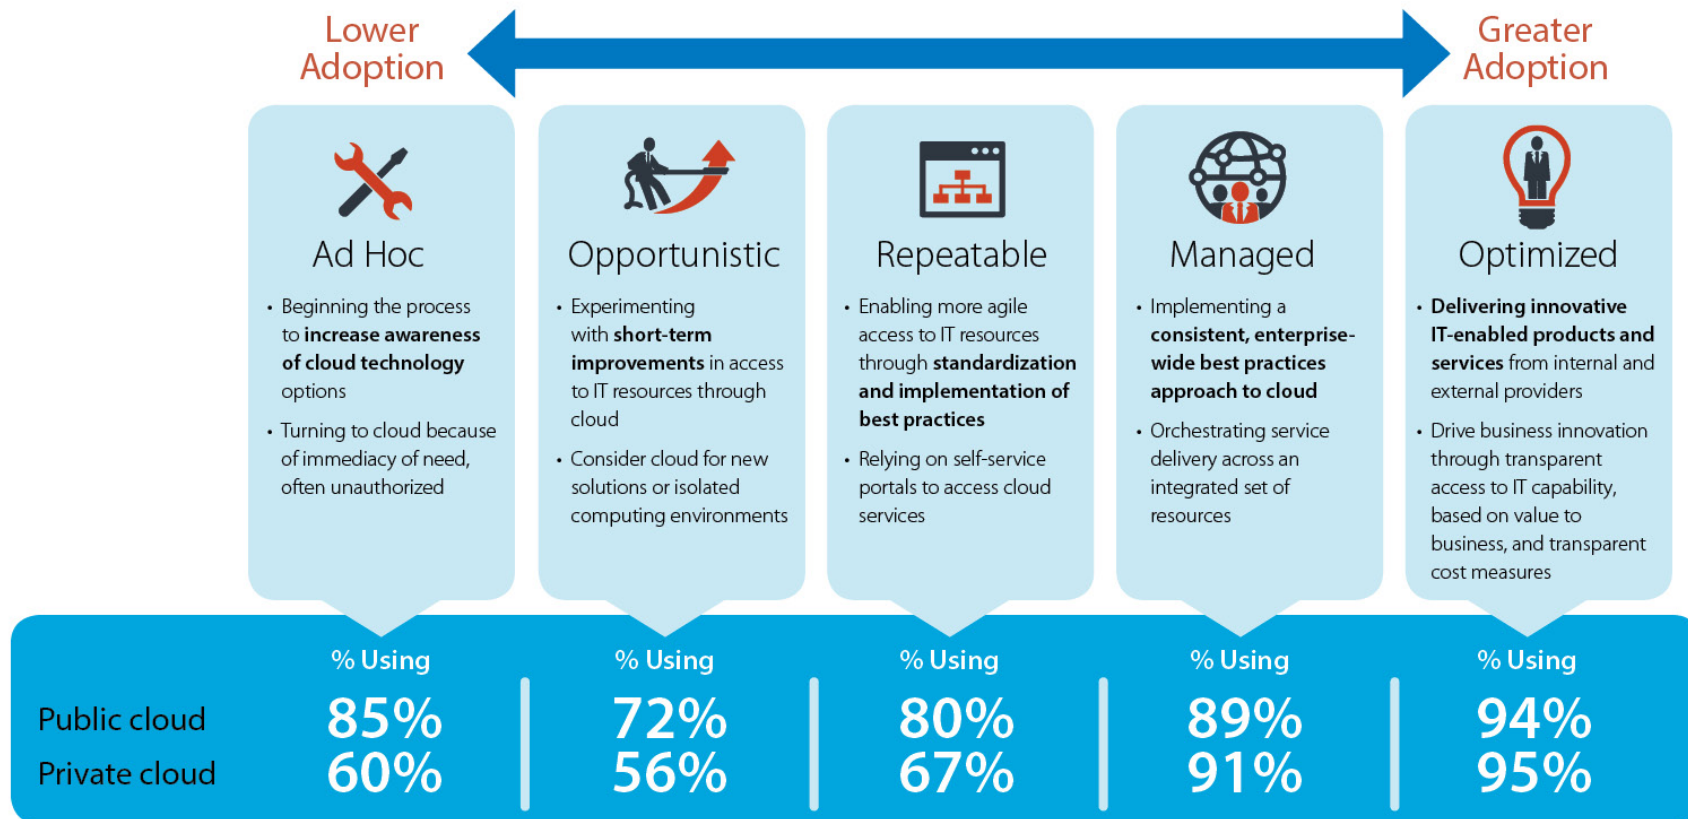 Lower
Adoption
Greater
Adoption
Ad Hoc
• Beginning the process
to increase awareness
of cloud technology
options
• Turning to cloud because
of immediacy of need,
often unauthorized
Opportunistic
• Experimenting
with short-term
improvements in access
to IT resources through
cloud
• Consider cloud for new
solutions or isolated
computing environments
Repeatable
• Enabling more agile
access to IT resources
through standardization
and implementation of
best practices
• Relying on self-service
portals to access cloud
services
Managed
• Implementing a
consistent, enterprise-
wide best practices
approach to cloud
• Orchestrating service
delivery across an
integrated set of
resources
Optimized
• Delivering innovative
IT-enabled products and
services from internal and
external providers
• Drive business innovation
through transparent
access to IT capability,
based on value to
business, and transparent
cost measures
% Using % Using % Using % Using % Using
Public cloud 85% 72% 80% 89% 94%
Private cloud 60% 56% 67% 91% 95%